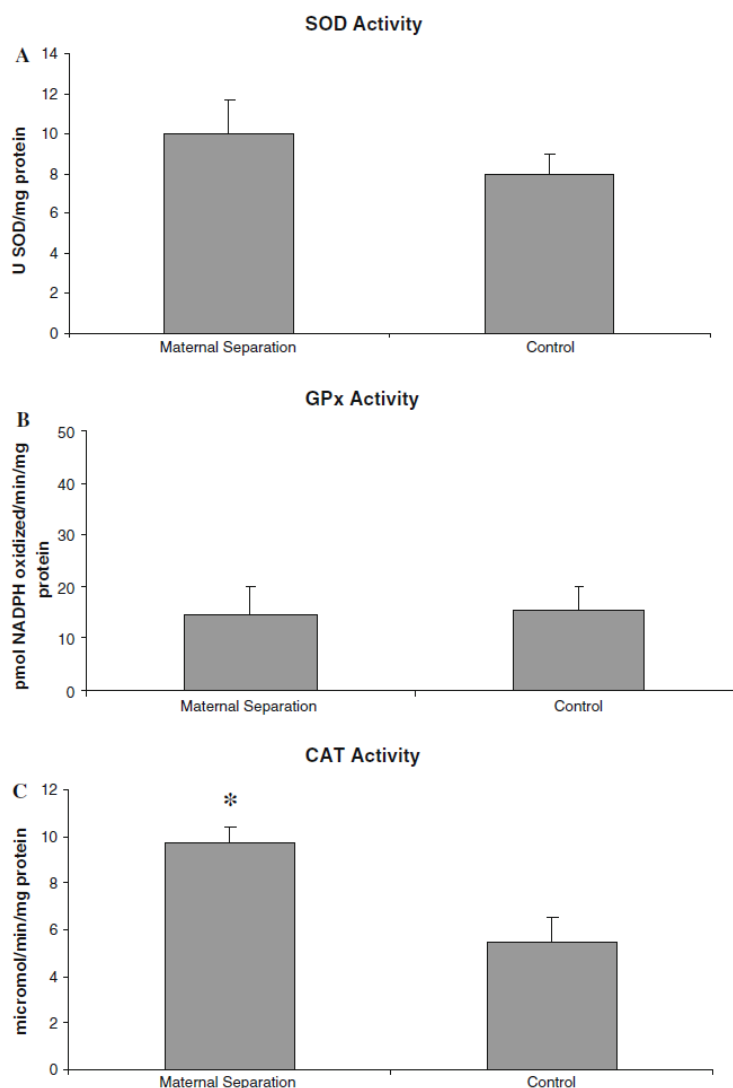 SOD Activity
A
U SOD/mg protein
14
12
10
8
6
4
2
0
Maternal Separation
Control
GPx Activity
B
pmol NADPH oxidized/min/mg
protein
50
40
30
20
10
0
Maternal Separation
Control
CAT Activity
C
micromol/min/mg protein
12
10
8
6
4
2
0
*
Maternal Separation
Control